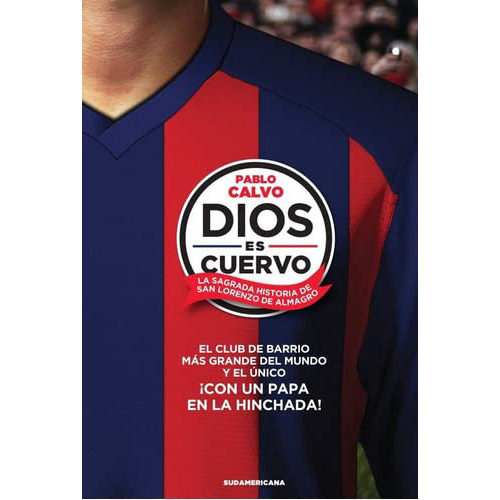 PABLO
CALVO
DIOS
ES
CUERVO
LA SAGRADA HISTORIA DE
SAN LORENZO DE ALMAGRO
EL CLUB DE BARRIO
MÁS GRANDE DEL MUNDO
Y EL ÚNICO
¡CON UN PAPA
EN LA HINCHADA!
SUDAMERICANA